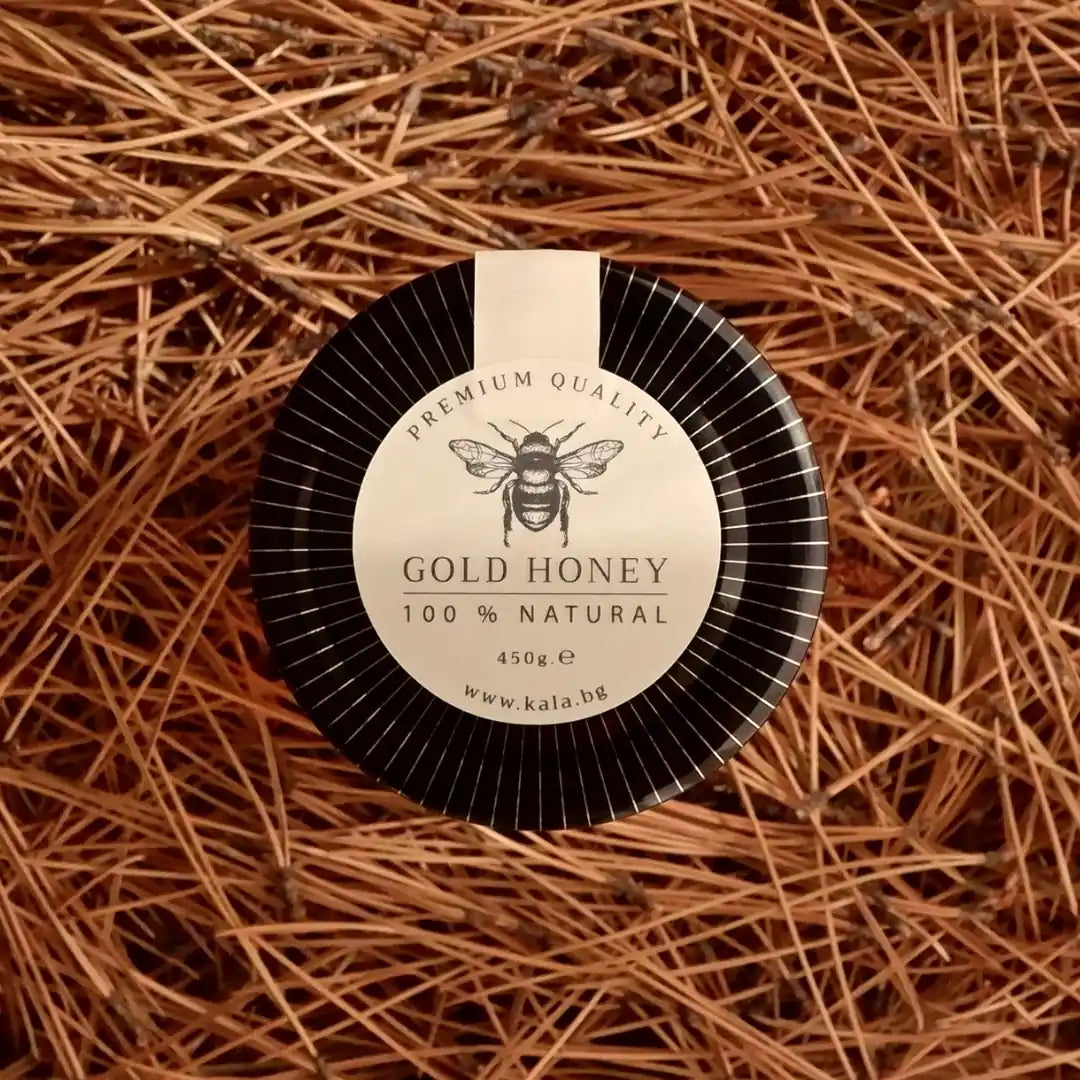 PREMIUM QUALITY
GOLD HONEY
100 % NATURAL
450g.℮
www.kala.bg